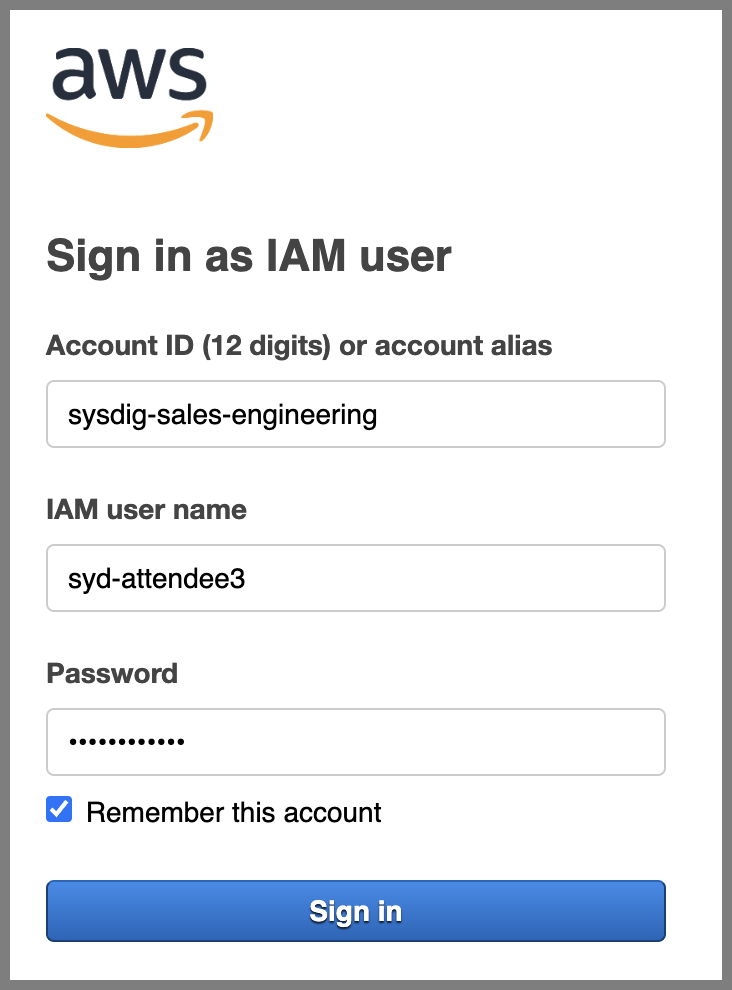 aws
Sign in as IAM user
Account ID (12 digits) or account alias
sysdig-sales-engineering
IAM user name
syd-attendee3
Password
••••••••••••
Remember this account
Sign in